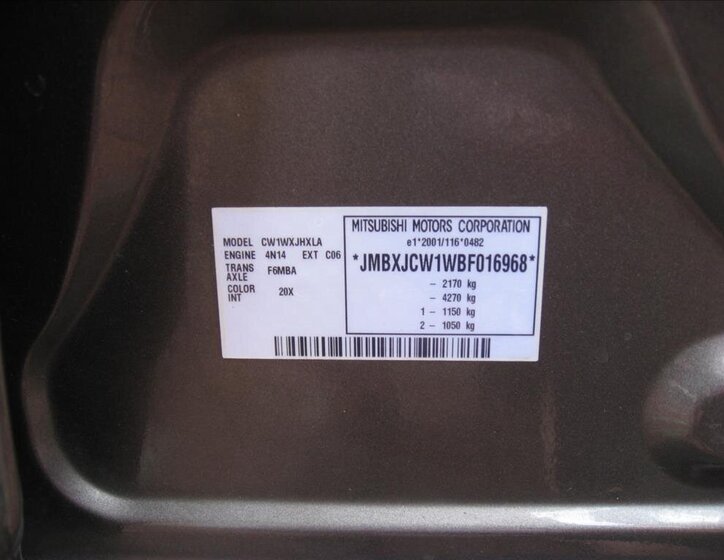 MODEL CW1WXJHXLA
ENGINE 4N14 EXT C06
TRANS AXLE F6MBA
COLOR INT 20X
MITSUBISHI MOTORS CORPORATION
e1*2001/116*0482
*JMBXJCW1WBF016968*
- 2170 kg
- 4270 kg
1 - 1150 kg
2 - 1050 kg